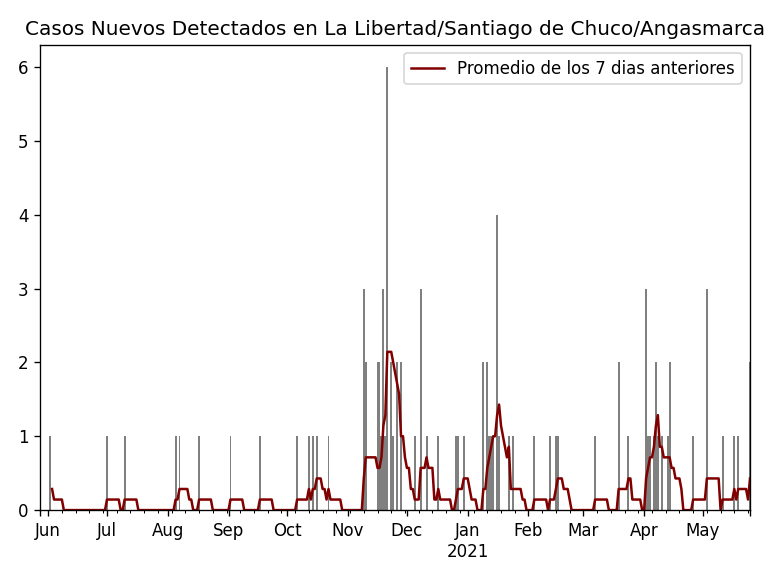 Casos Nuevos Detectados en La Libertad/Santiago de Chuco/Angasmarca
Promedio de los 7 dias anteriores
6
5
4
3
2
1
0
Jun Jul Aug Sep Oct Nov Dec Jan Feb Mar Apr May
2021